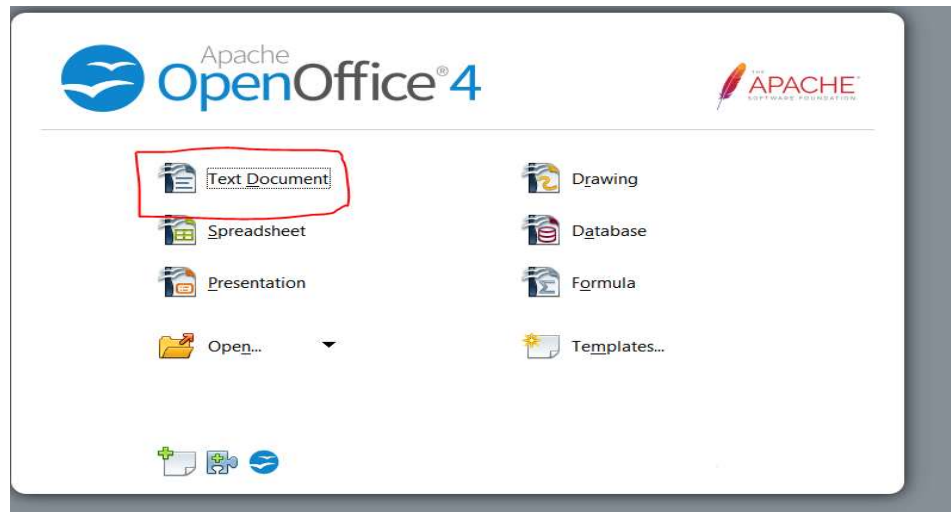 Apache
OpenOffice® 4
THE
APACHE
SOFTWARE FOUNDATION
Text Document
Drawing
Spreadsheet
Database
Presentation
Formula
Open...
Templates...